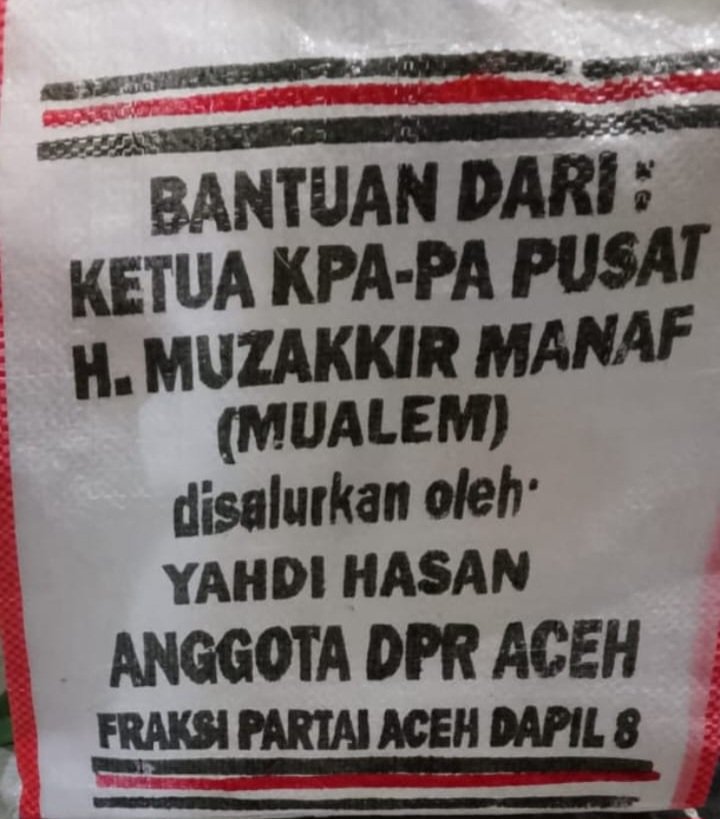 BANTUAN DARI :
KETUA KPA-PA PUSAT
H. MUZAKKIR MANAF
(MUALEM)
disalurkan oleh:
YAHDI HASAN
ANGGOTA DPR ACEH
FRAKSI PARTAI ACEH DAPIL 8